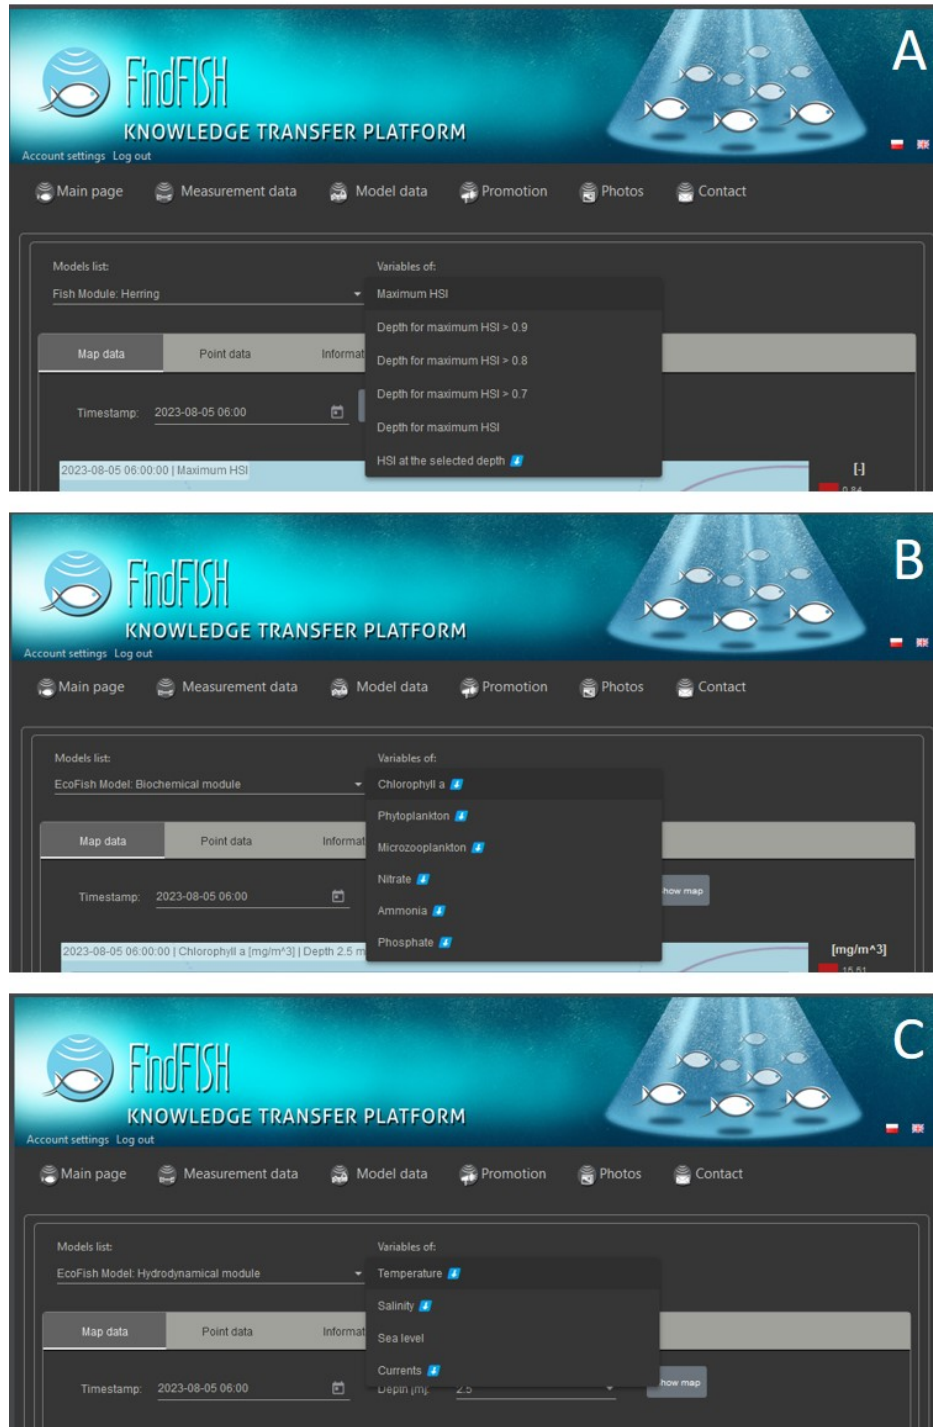 A
FindFISH
KNOWLEDGE TRANSFER PLATFORM
Account settings Log out
Main page Measurement data Model data Promotion Photos Contact
Models list: Variables of:
Fish Module: Herring Maximum HSI
Depth for maximum HSI > 0.9
Map data Point data Informat
Depth for maximum HSI > 0.8
Depth for maximum HSI > 0.7
Timestamp: 2023-08-05 06:00
Depth for maximum HSI
HSI at the selected depth
2023-08-05 06:00:00 | Maximum HSI [-]
0.84
B
FindFISH
KNOWLEDGE TRANSFER PLATFORM
Account settings Log out
Main page Measurement data Model data Promotion Photos Contact
Models list: Variables of:
EcoFish Model: Biochemical module Chlorophyll a
Phytoplankton
Map data Point data Informat
Microzooplankton
Nitrate
Timestamp: 2023-08-05 06:00 how map
Ammonia
Phosphate
2023-08-05 06:00:00 | Chlorophyll a [mg/m^3] | Depth 2.5 m [mg/m^3]
15.51
C
FindFISH
KNOWLEDGE TRANSFER PLATFORM
Account settings Log out
Main page Measurement data Model data Promotion Photos Contact
Models list: Variables of:
EcoFish Model: Hydrodynamical module Temperature
Salinity
Map data Point data Informat
Sea level
Currents
Timestamp: 2023-08-05 06:00 Depth [m]: 2.5 how map